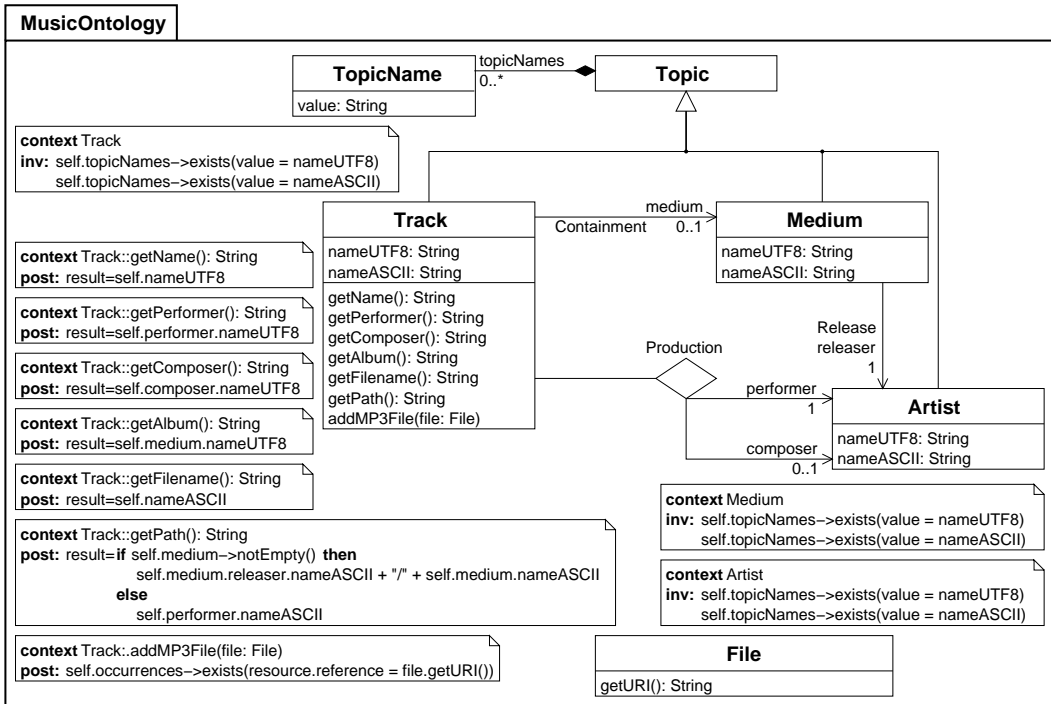 MusicOntology
TopicName
value: String
topicNames
0..*
Topic
context Track
inv: self.topicNames−>exists(value = nameUTF8)
self.topicNames−>exists(value = nameASCII)
Track
nameUTF8: String
nameASCII: String
getName(): String
getPerformer(): String
getComposer(): String
getAlbum(): String
getFilename(): String
getPath(): String
addMP3File(file: File)
medium
Containment 0..1
Medium
nameUTF8: String
nameASCII: String
context Track::getName(): String
post: result=self.nameUTF8
context Track::getPerformer(): String
post: result=self.performer.nameUTF8
context Track::getComposer(): String
post: result=self.composer.nameUTF8
context Track::getAlbum(): String
post: result=self.medium.nameUTF8
context Track::getFilename(): String
post: result=self.nameASCII
Release
releaser
1
Production
performer
1
composer
0..1
Artist
nameUTF8: String
nameASCII: String
context Track::getPath(): String
post: result=if self.medium−>notEmpty() then
self.medium.releaser.nameASCII + "/" + self.medium.nameASCII
else
self.performer.nameASCII
context Medium
inv: self.topicNames−>exists(value = nameUTF8)
self.topicNames−>exists(value = nameASCII)
context Artist
inv: self.topicNames−>exists(value = nameUTF8)
self.topicNames−>exists(value = nameASCII)
context Track:.addMP3File(file: File)
post: self.occurrences−>exists(resource.reference = file.getURI())
File
getURI(): String